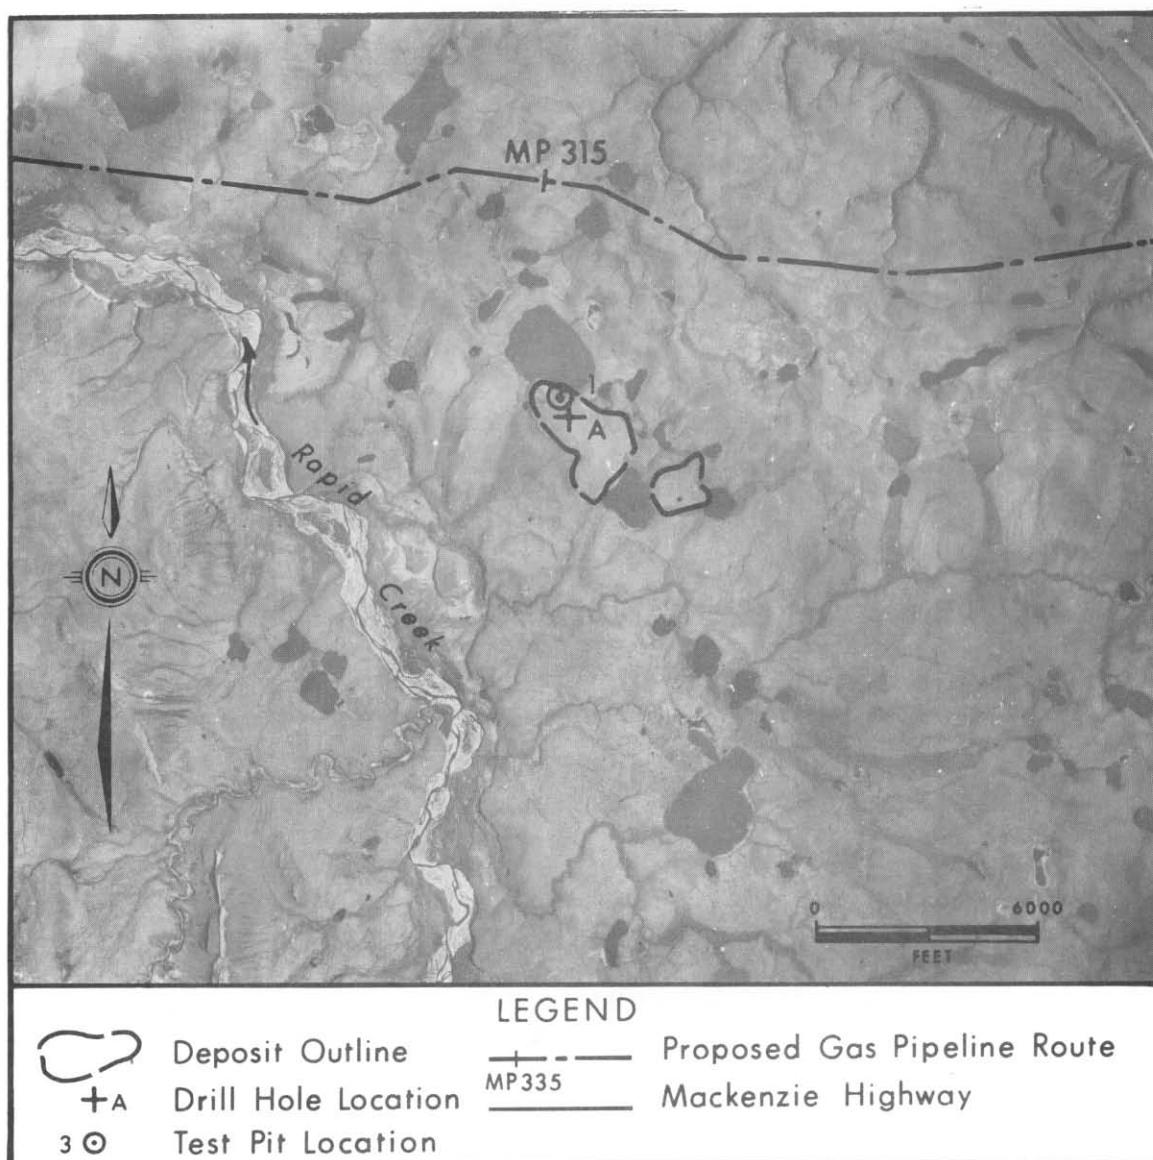 MP 315
1
A
Rapid
N
Creek
0 6000
FEET
LEGEND
Deposit Outline
Proposed Gas Pipeline Route
MP335
A Drill Hole Location
Mackenzie Highway
3 Test Pit Location